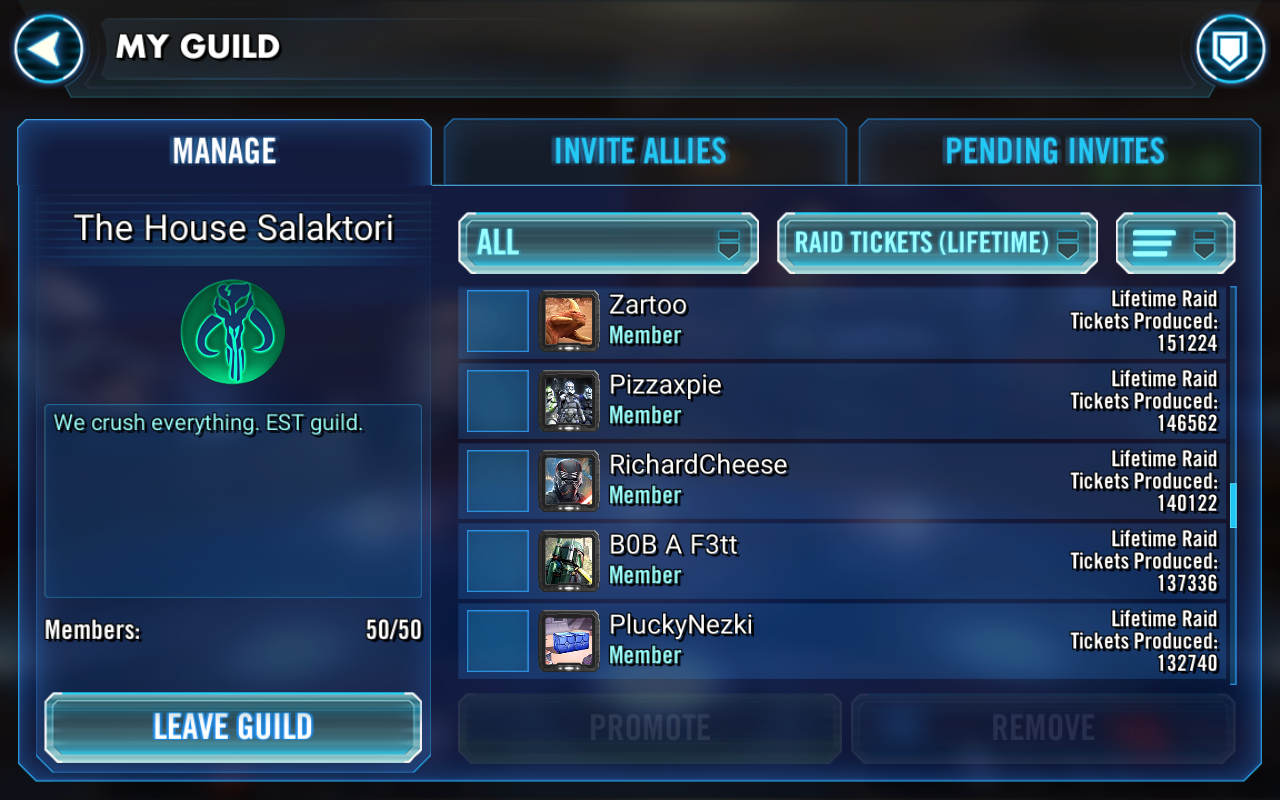 MY GUILD
MANAGE
INVITE ALLIES
PENDING INVITES
The House Salaktori
We crush everything. EST guild.
Members: 50/50
LEAVE GUILD
ALL
RAID TICKETS (LIFETIME)
Zartoo
Member
Lifetime Raid
Tickets Produced:
151224
Pizzaxpie
Member
Lifetime Raid
Tickets Produced:
146562
RichardCheese
Member
Lifetime Raid
Tickets Produced:
140122
B0B A F3tt
Member
Lifetime Raid
Tickets Produced:
137336
PluckyNezki
Member
Lifetime Raid
Tickets Produced:
132740
PROMOTE
REMOVE